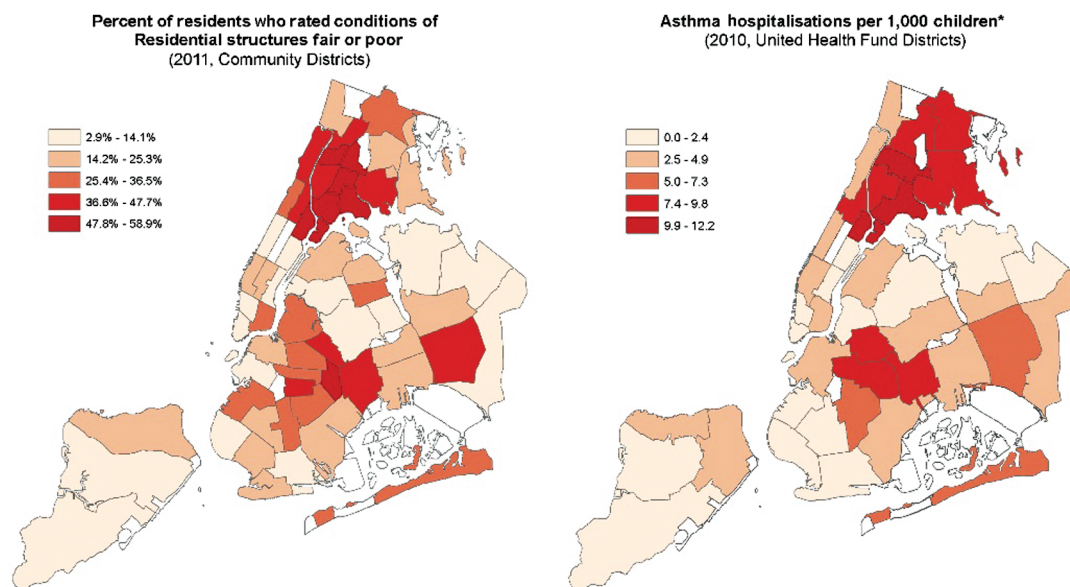 Percent of residents who rated conditions of
Residential structures fair or poor
(2011, Community Districts)
2.9% - 14.1%
14.2% - 25.3%
25.4% - 36.5%
36.6% - 47.7%
47.8% - 58.9%
Asthma hospitalisations per 1,000 children*
(2010, United Health Fund Districts)
0.0 - 2.4
2.5 - 4.9
5.0 - 7.3
7.4 - 9.8
9.9 - 12.2